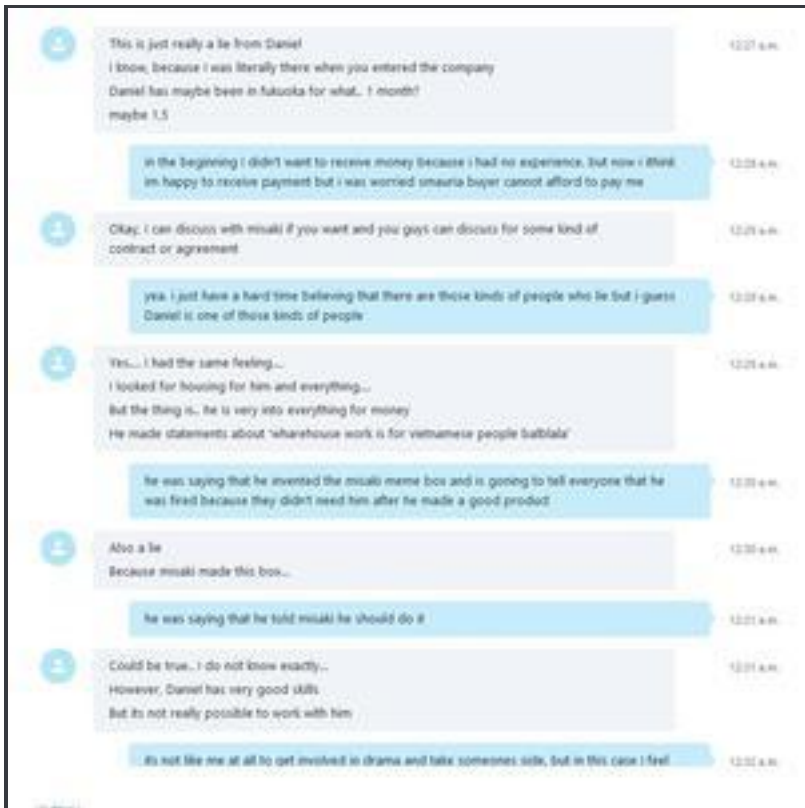 This is just really a lie from Daniel
12:27 a.m.
I know, because i was literally there when you entered the company
Daniel has maybe been in fukuoka for what.. 1 month?
maybe 1,5
in the beginning I didn't want to receive money because i had no experience. but now i think
im happy to receive payment but i was worried buyer cannot afford to pay me
Okay, I can discuss with misaki if you want and you guys can discuss for some kind of
contract or agreement
yea. i just have a hard time believing that there are those kinds of people who lie but i guess
Daniel is one of those kinds of people
Yes.... I had the same feeling....
I looked for housing for him and everything...
But the thing is.. he is very into everything for money
He made statements about 'wharehouse work is for vietnamese people balblala'
he was saying that he invented the misaki meme box and is goning to tell everyone that he
was fired because they didn't need him after he made a good product
Also a lie
12:30 a.m.
Because misaki made this box...
he was saying that he told misaki he should do it
12:31 a.m.
Could be true.. I do not know exactly...
12:31 a.m.
However, Daniel has very good skills
But its not really possible to work with him
its not like me at all to get involved in drama and take someones side, but in this case i feel
12:32 a.m.